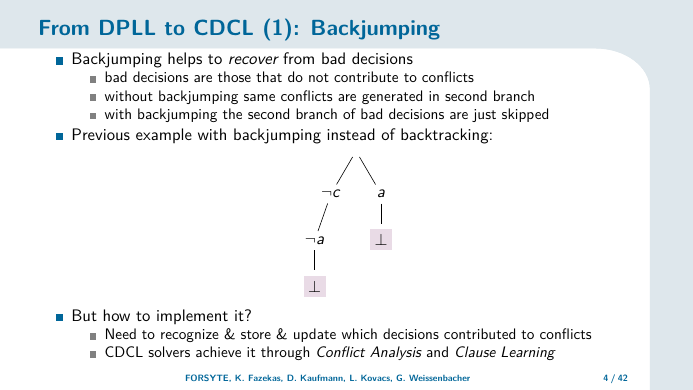 From DPLL to CDCL (1): Backjumping
Backjumping helps to recover from bad decisions
bad decisions are those that do not contribute to conflicts
without backjumping same conflicts are generated in second branch
with backjumping the second branch of bad decisions are just skipped
Previous example with backjumping instead of backtracking:
¬c a
¬a ⊥
⊥
But how to implement it?
Need to recognize & store & update which decisions contributed to conflicts
CDCL solvers achieve it through Conflict Analysis and Clause Learning
FORSYTE, K. Fazekas, D. Kaufmann, L. Kovacs, G. Weissenbacher 4 / 42